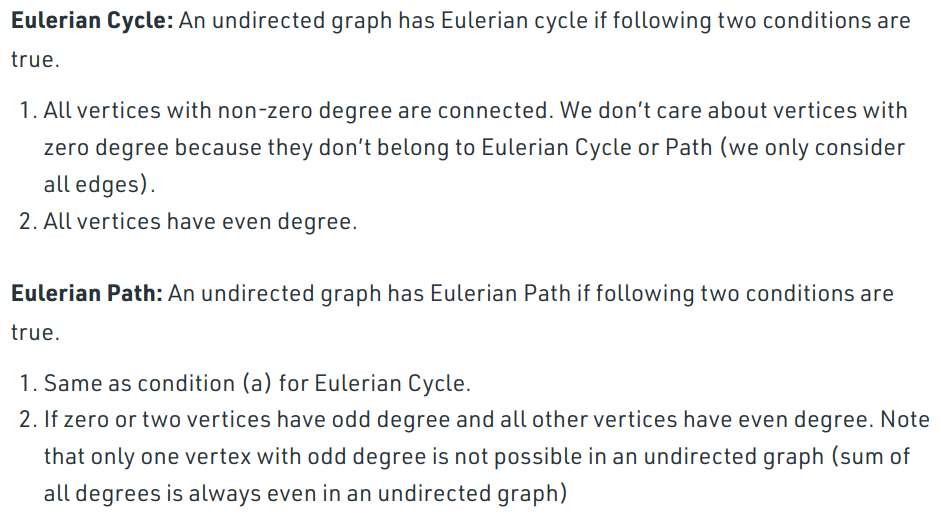 Eulerian Cycle: An undirected graph has Eulerian cycle if following two conditions are
true.
1. All vertices with non-zero degree are connected. We don't care about vertices with
zero degree because they don't belong to Eulerian Cycle or Path (we only consider
all edges).
2. All vertices have even degree.
Eulerian Path: An undirected graph has Eulerian Path if following two conditions are
true.
1. Same as condition (a) for Eulerian Cycle.
2. If zero or two vertices have odd degree and all other vertices have even degree. Note
that only one vertex with odd degree is not possible in an undirected graph (sum of
all degrees is always even in an undirected graph)